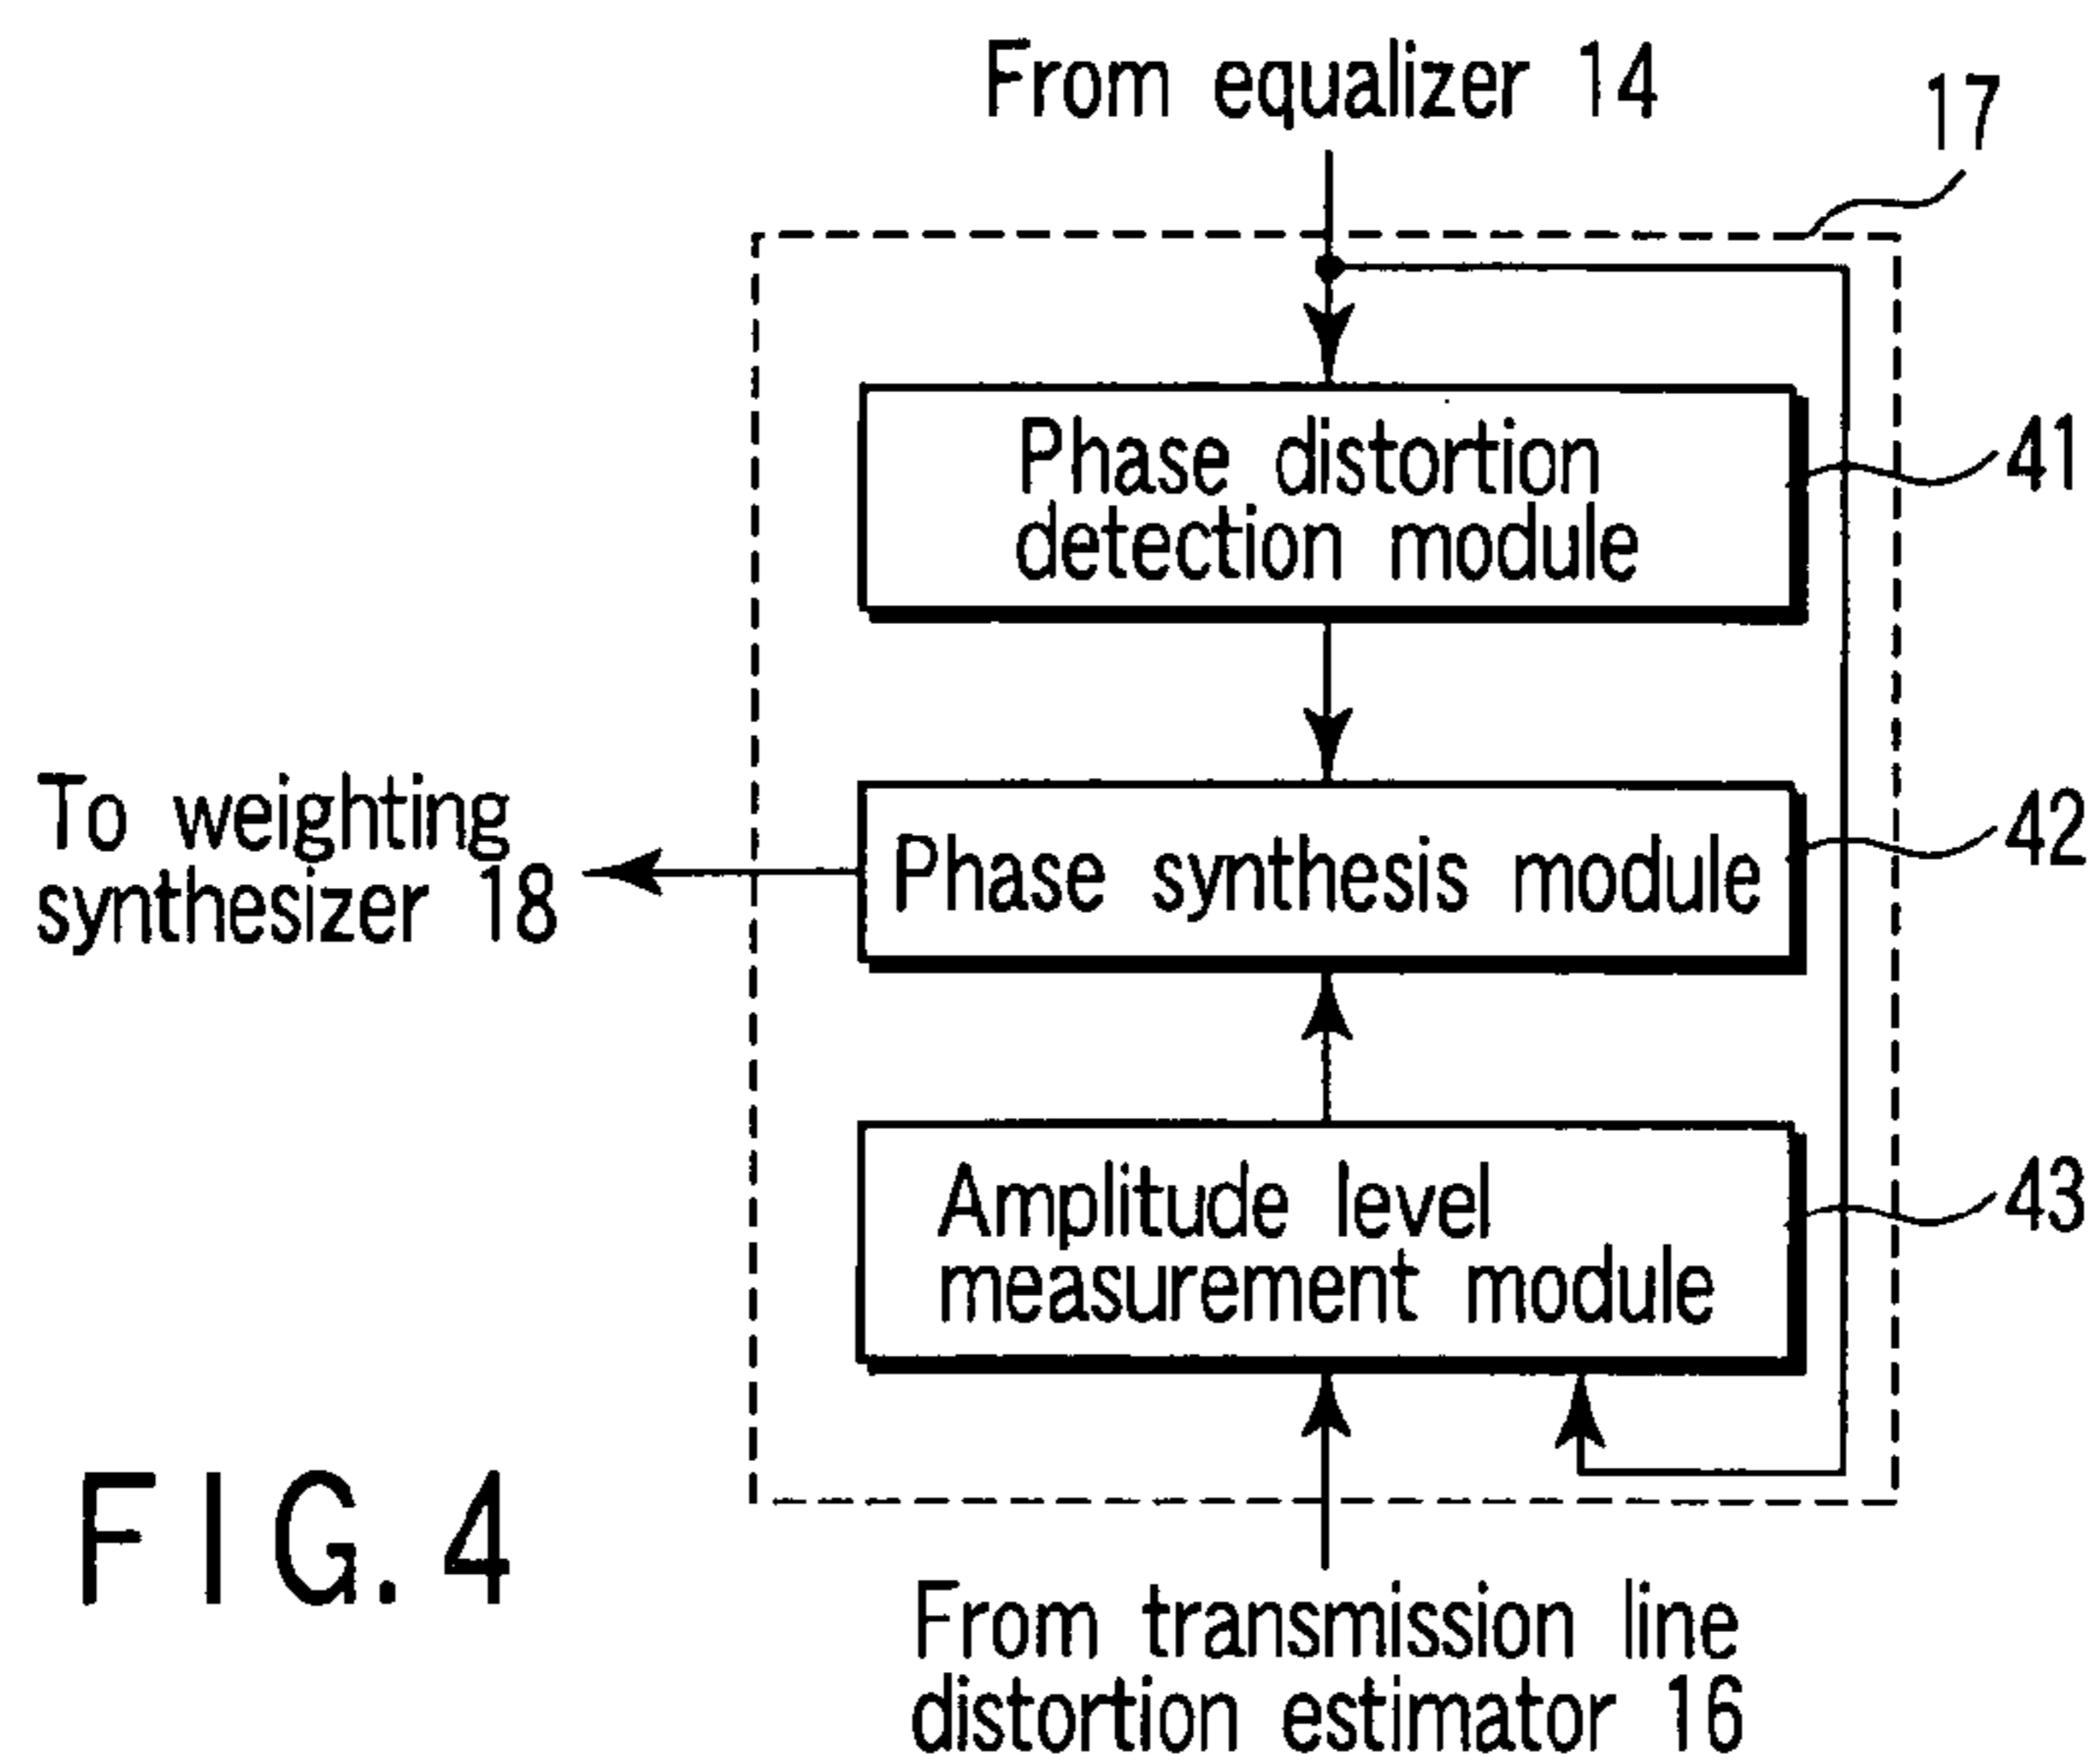 From equalizer 14
17
Phase distortion
detection module
41
To weighting
synthesizer 18
Phase synthesis module
42
Amplitude level
measurement module
43
From transmission line
distortion estimator 16
FIG.4